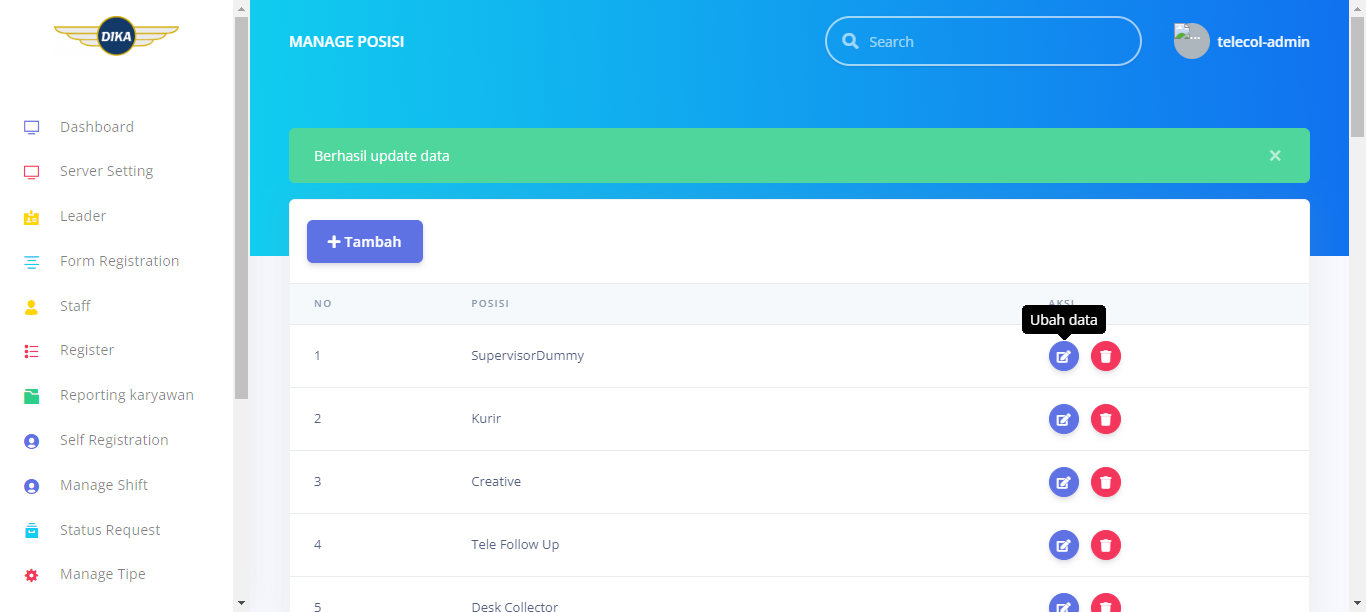 DIKA
MANAGE POSISI
Search
...
telecol-admin
Dashboard
Server Setting
Leader
Form Registration
Staff
Register
Reporting karyawan
Self Registration
Manage Shift
Status Request
Manage Tipe
Berhasil update data
×
+ Tambah
NO POSISI AKSI
Ubah data
1 SupervisorDummy
2 Kurir
3 Creative
4 Tele Follow Up
5 Desk Collector